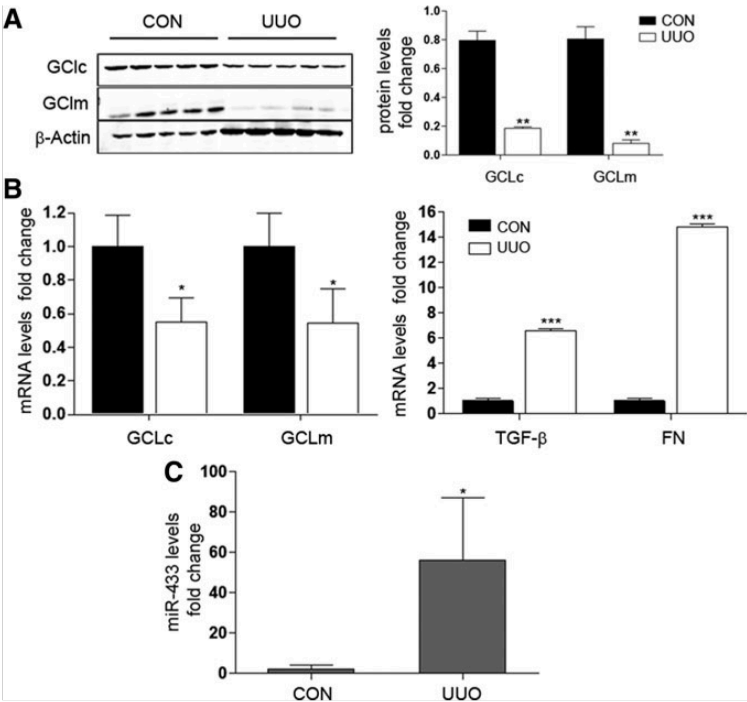 A
CON UUO
GClc
GClm
β-Actin
protein levels
fold change
1.0
0.8
0.6
0.4
0.2
0.0
CON
UUO
**
**
GCLc GCLm
B
mRNA levels fold change
1.2
1.0
0.8
0.6
0.4
0.2
0.0
*
*
GCLc GCLm
mRNA levels fold change
16
14
12
10
8
6
4
2
0
CON
UUO
***
***
TGF-β FN
C
miR-433 levels
fold change
100
80
60
40
20
0
*
CON UUO